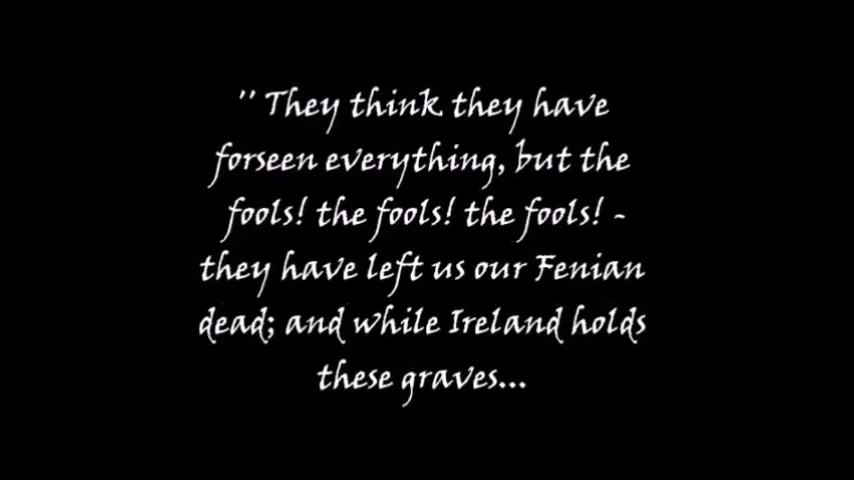 " They think they have
forseen everything, but the
fools! the fools! the fools! -
they have left us our Fenian
dead; and while Ireland holds
these graves...